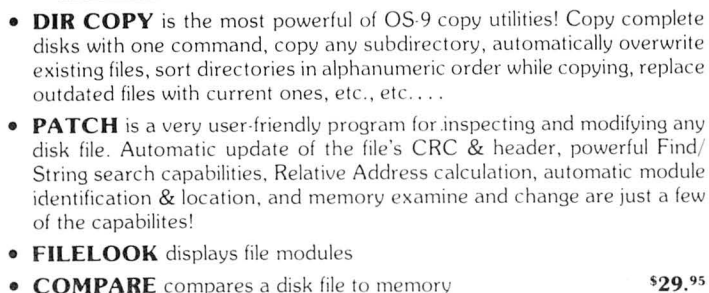 • DIR COPY is the most powerful of OS-9 copy utilities! Copy complete
disks with one command, copy any subdirectory, automatically overwrite
existing files, sort directories in alphanumeric order while copying, replace
outdated files with current ones, etc., etc....
• PATCH is a very user-friendly program for inspecting and modifying any
disk file. Automatic update of the file's CRC & header, powerful Find/
String search capabilities, Relative Address calculation, automatic module
identification & location, and memory examine and change are just a few
of the capabilites!
• FILELOOK displays file modules
• COMPARE compares a disk file to memory $29.95